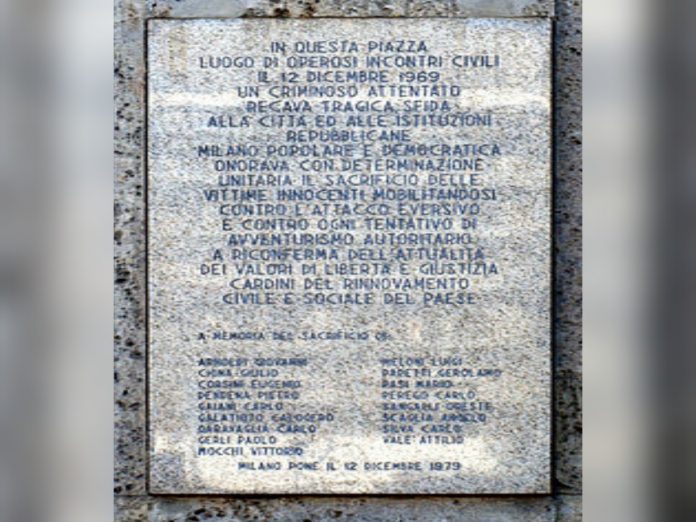 IN QUESTA PIAZZA
LUOGO DI OPEROSI INCONTRI CIVILI
IL 12 DICEMBRE 1969
UN CRIMINOSO ATTENTATO
RECAVA TRAGICA SFIDA
ALLA CITTÀ ED ALLE ISTITUZIONI
REPUBBLICANE
MILANO POPOLARE E DEMOCRATICA
ONORAVA CON DETERMINAZIONE
UNITARIA IL SACRIFICIO DELLE
VITTIME INNOCENTI MOBILITANDOSI
CONTRO L'ATTACCO EVERSIVO
E CONTRO OGNI TENTATIVO DI
AVVENTURISMO AUTORITARIO
A RICONFERMA DELL'ATTUALITÀ
DEI VALORI DI LIBERTÀ E GIUSTIZIA
CARDINI DEL RINNOVAMENTO
CIVILE E SOCIALE DEL PAESE
A MEMORIA DEL SACRIFICIO DI:
ARNOLDI GIOVANNI
CHINA GIULIO
CORSINI EUGENIO
DENDENA PIETRO
GAIANI CARLO
GALATIOTO CALOGERO
GARAVAGLIA CARLO
GERLI PAOLO
MOCCHI VITTORIO
MELONI LUIGI
PAPETTI GEROLAMO
PASI MARIO
PEREGO CARLO
SANGALLI ORESTE
SCAGLIA ANGELO
SILVA CARLO
VALÈ ATTILIO
MILANO PONE IL 12 DICEMBRE 1979